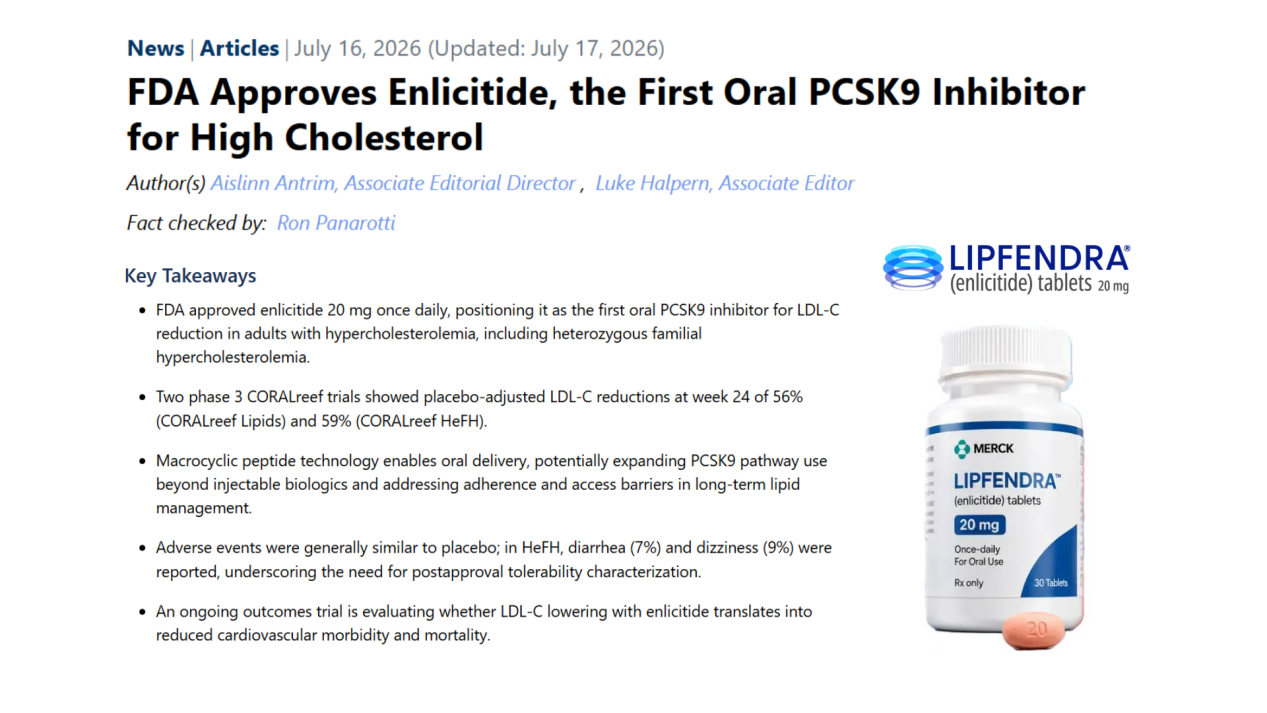 News | Articles | July 16, 2026 (Updated: July 17, 2026)
FDA Approves Enlicitide, the First Oral PCSK9 Inhibitor
for High Cholesterol
Author(s) Aislinn Antrim, Associate Editorial Director , Luke Halpern, Associate Editor
Fact checked by: Ron Panarotti
Key Takeaways
• FDA approved enlicitide 20 mg once daily, positioning it as the first oral PCSK9 inhibitor for LDL-C
reduction in adults with hypercholesterolemia, including heterozygous familial
hypercholesterolemia.
• Two phase 3 CORALreef trials showed placebo-adjusted LDL-C reductions at week 24 of 56%
(CORALreef Lipids) and 59% (CORALreef HeFH).
• Macrocyclic peptide technology enables oral delivery, potentially expanding PCSK9 pathway use
beyond injectable biologics and addressing adherence and access barriers in long-term lipid
management.
• Adverse events were generally similar to placebo; in HeFH, diarrhea (7%) and dizziness (9%) were
reported, underscoring the need for postapproval tolerability characterization.
• An ongoing outcomes trial is evaluating whether LDL-C lowering with enlicitide translates into
reduced cardiovascular morbidity and mortality.
LIPFENDRA®
(enlicitide) tablets 20 mg
MERCK
LIPFENDRA™
(enlicitide) tablets
20 mg
Once-daily
For Oral Use
Rx only
30 Tablets
20